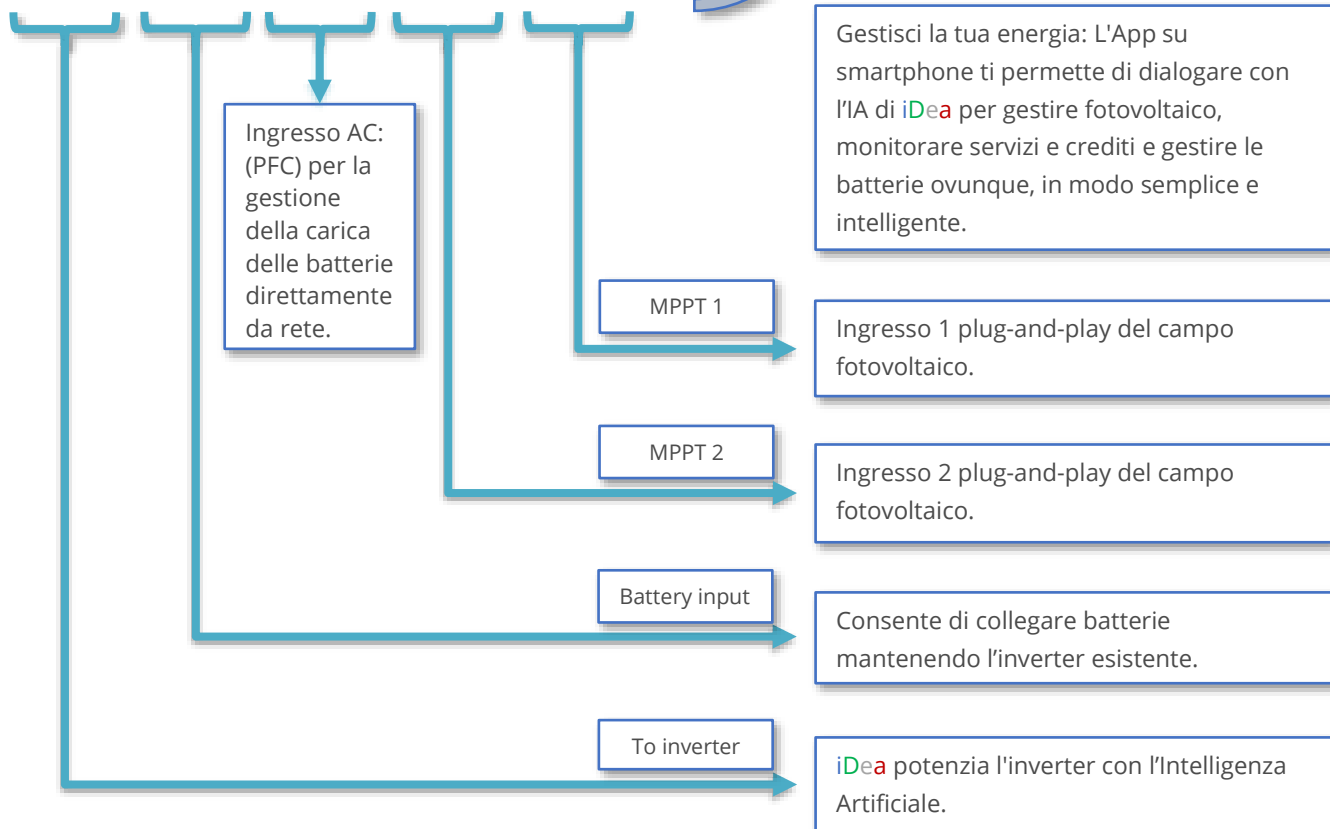 Gestisci la tua energia: L'App su
smartphone ti permette di dialogare con
l’IA di iDea per gestire fotovoltaico,
monitorare servizi e crediti e gestire le
batterie ovunque, in modo semplice e
intelligente.
Ingresso AC:
(PFC) per la
gestione
della carica
delle batterie
direttamente
da rete.
MPPT 1
Ingresso 1 plug-and-play del campo
fotovoltaico.
MPPT 2
Ingresso 2 plug-and-play del campo
fotovoltaico.
Battery input
Consente di collegare batterie
mantenendo l’inverter esistente.
To inverter
iDea potenzia l'inverter con l’Intelligenza
Artificiale.